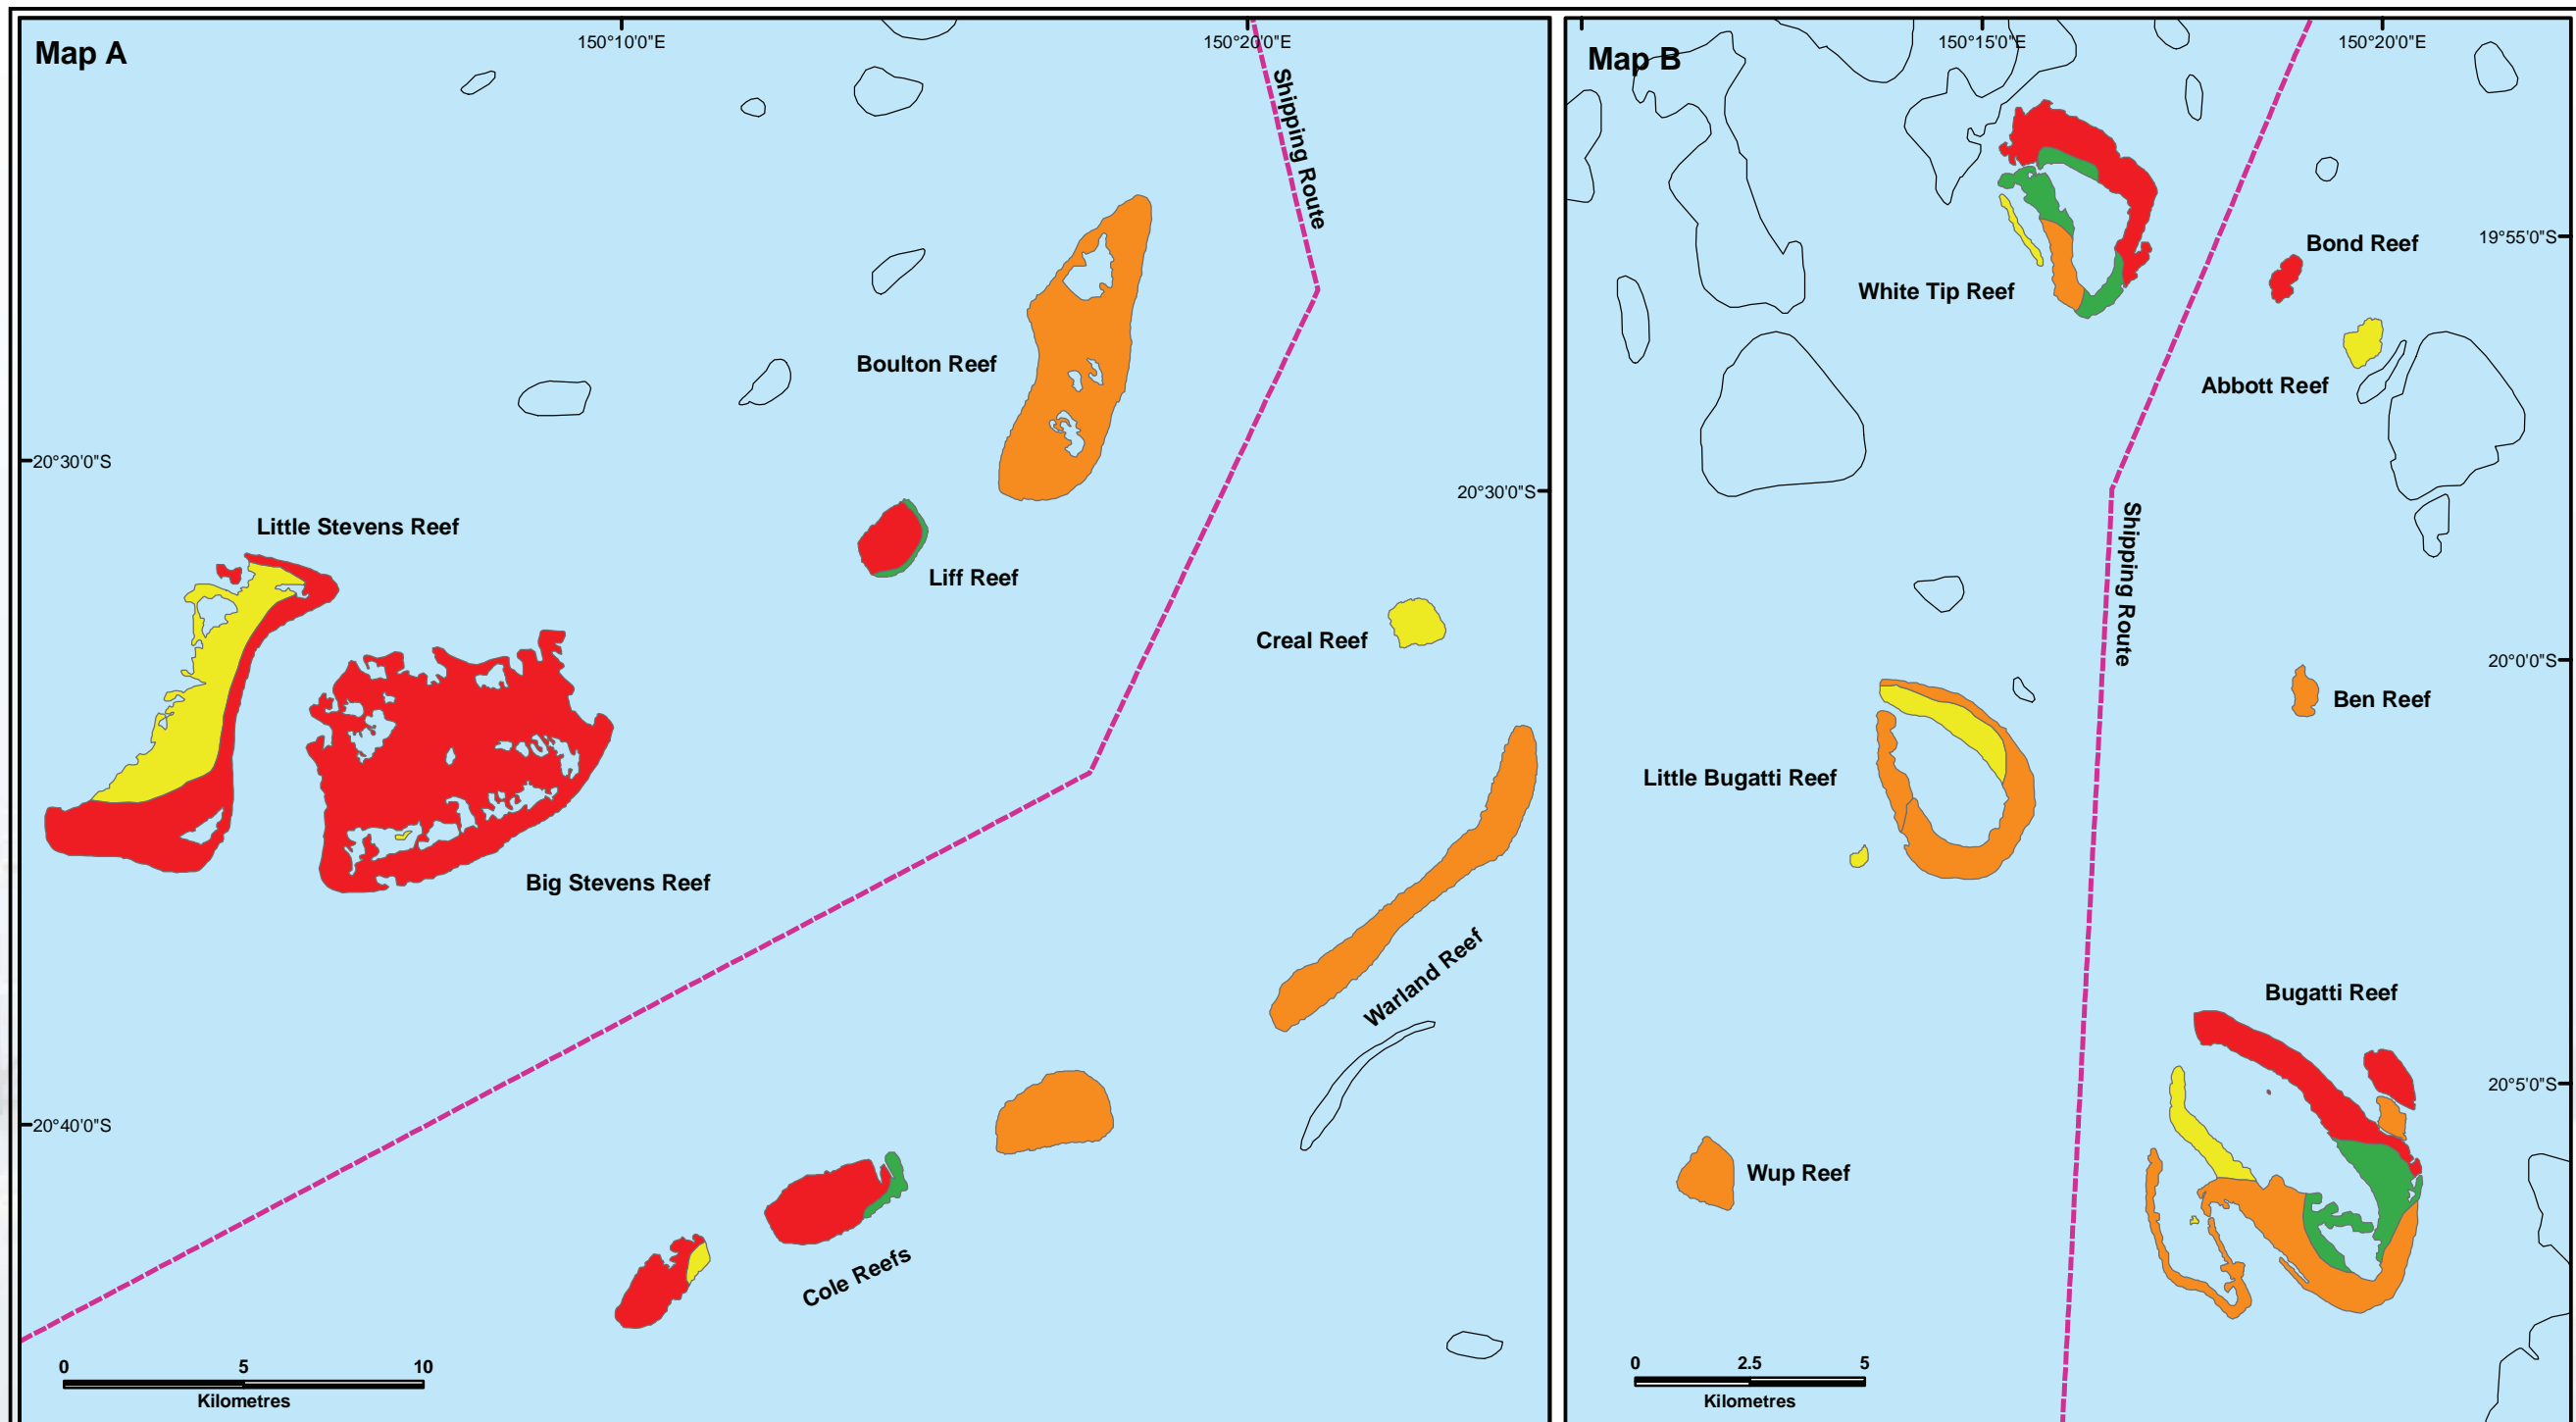 Map A
150°10'0"E
150°20'0"E
Shipping Route
Boulton Reef
20°30'0"S
20°30'0"S
Little Stevens Reef
Liff Reef
Creal Reef
Big Stevens Reef
Warland Reef
20°40'0"S
Cole Reefs
0 5 10
Kilometres
Map B
150°15'0"E
150°20'0"E
19°55'0"S
Bond Reef
White Tip Reef
Abbott Reef
Shipping Route
20°0'0"S
Ben Reef
Little Bugatti Reef
Bugatti Reef
20°5'0"S
Wup Reef
0 2.5 5
Kilometres